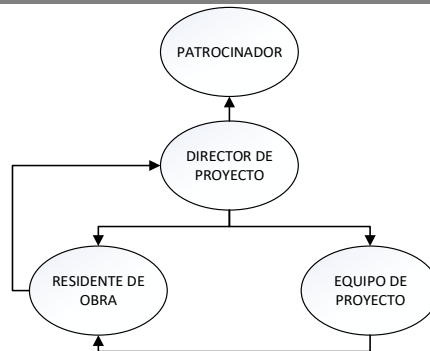 PATROCINADOR
DIRECTOR DE
PROYECTO
RESIDENTE DE
OBRA
EQUIPO DE
PROYECTO